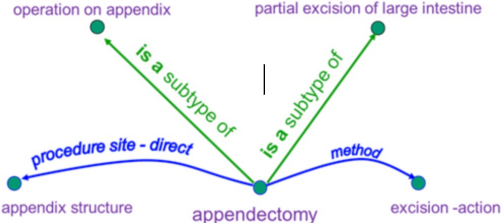 operation on appendix
partial excision of large intestine
is a subtype of
is a subtype of
procedure site - direct
method
appendix structure
appendectomy
excision -action